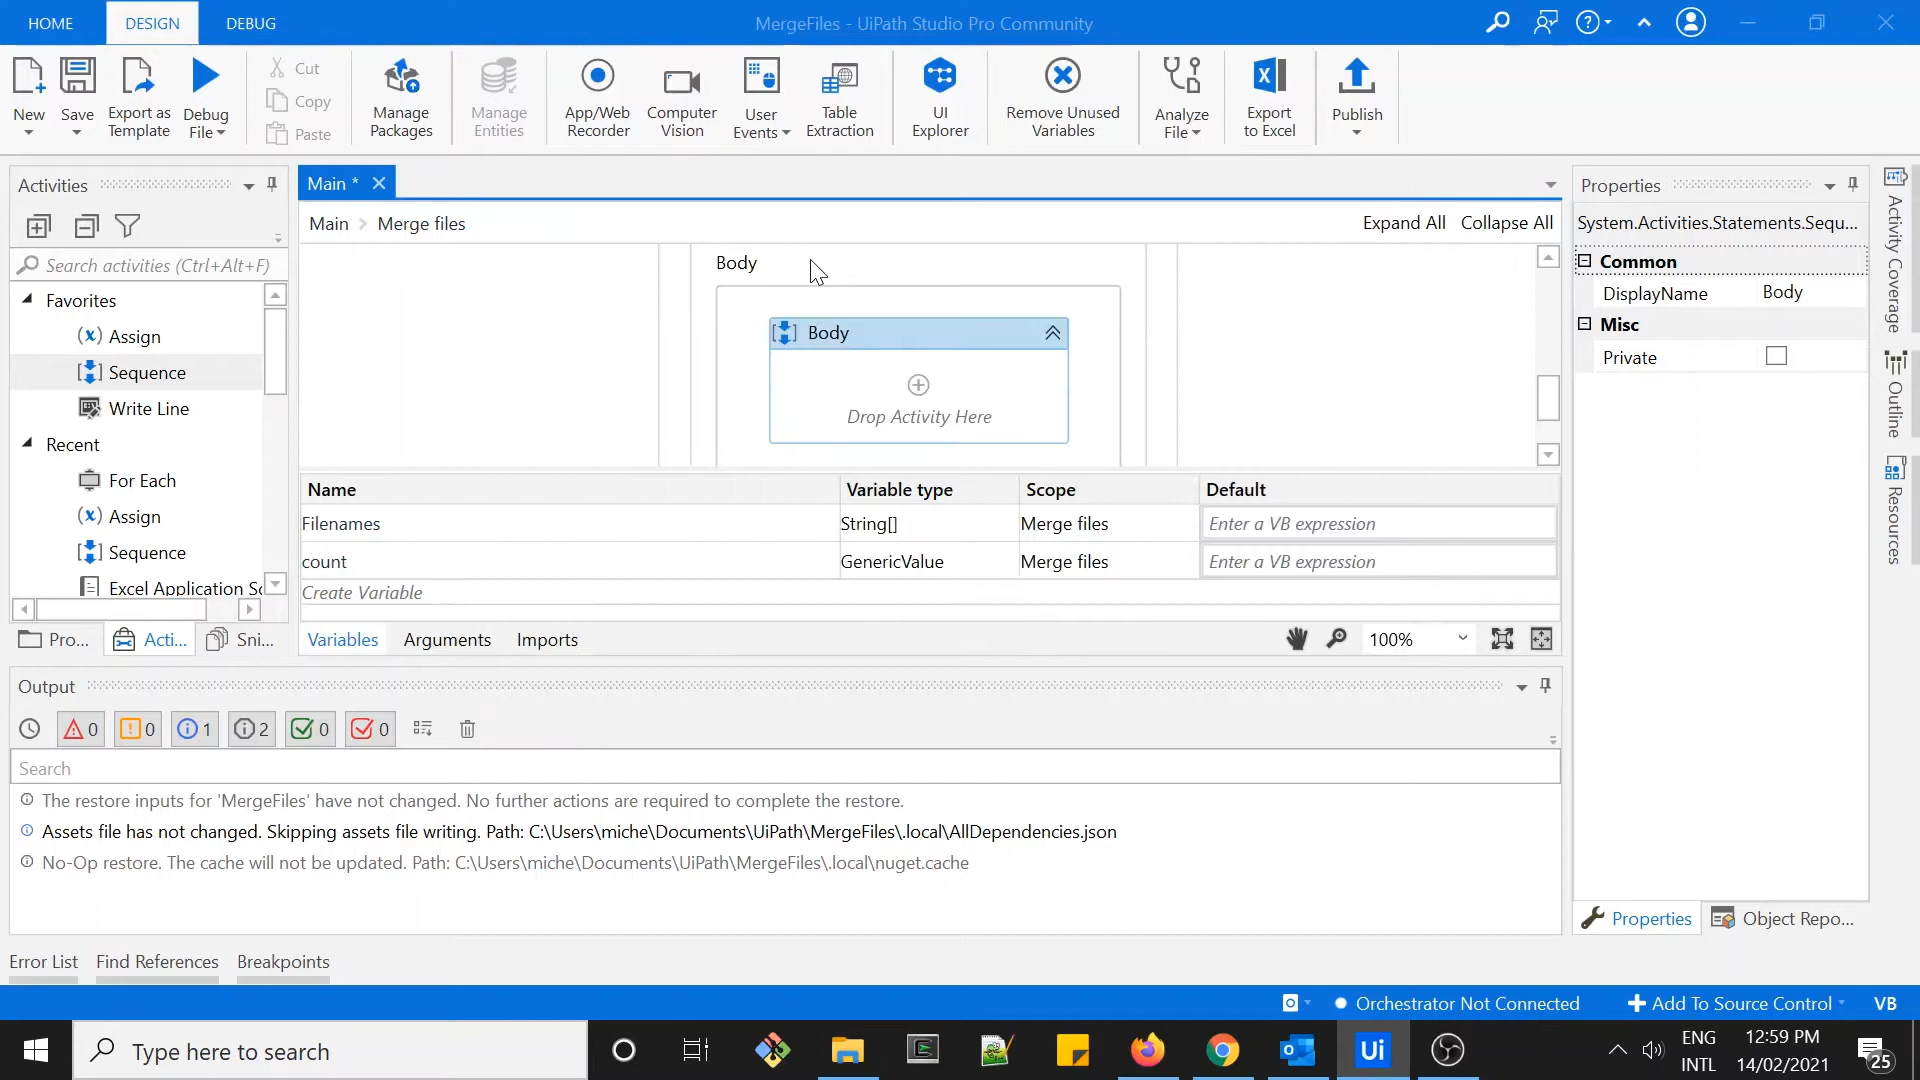 HOME
DESIGN
DEBUG
MergeFiles - UiPath Studio Pro Community
New
Save
Export as
Template
Debug
File
Cut
Copy
Paste
Manage
Packages
Manage
Entities
App/Web
Recorder
Computer
Vision
User
Events
Table
Extraction
UI
Explorer
Remove Unused
Variables
Analyze
File
Export
to Excel
Publish
Activities
Search activities (Ctrl+Alt+F)
Favorites
Assign
Sequence
Write Line
Recent
For Each
Assign
Sequence
Excel Application Sc
Pro...
Acti...
Sni...
Main *
Main > Merge files
Expand All Collapse All
Body
Body
Drop Activity Here
Name Variable type Scope Default
Filenames String[] Merge files Enter a VB expression
count GenericValue Merge files Enter a VB expression
Create Variable
Variables Arguments Imports
100%
Properties
System.Activities.Statements.Sequ...
Common
DisplayName Body
Misc
Private
Properties
Object Repo...
Activity Coverage
Outline
Resources
Output
0 0 1 2 0 0
Search
The restore inputs for 'MergeFiles' have not changed. No further actions are required to complete the restore.
Assets file has not changed. Skipping assets file writing. Path: C:\Users\miche\Documents\UiPath\MergeFiles\.local\AllDependencies.json
No-Op restore. The cache will not be updated. Path: C:\Users\miche\Documents\UiPath\MergeFiles\.local\nuget.cache
Error List Find References Breakpoints
Orchestrator Not Connected
Add To Source Control
VB
Type here to search
Ui
ENG
INTL
12:59 PM
14/02/2021
25